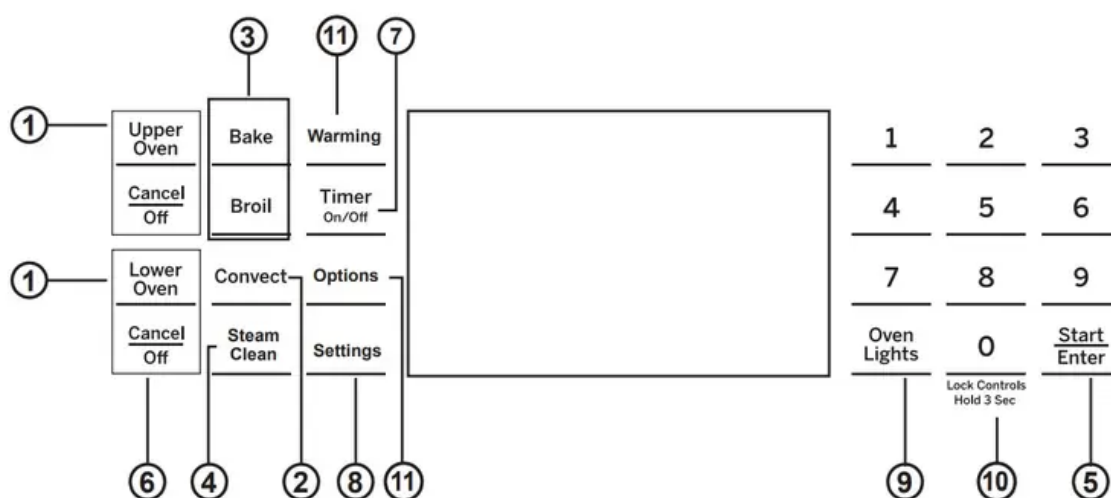 3 11 7
1 Upper
Oven
Bake
Warming
Cancel
Off
Broil
Timer
On/Off
1 Lower
Oven
Convect
Options
Cancel
Off
Steam
Clean
Settings
1 2 3
4 5 6
7 8 9
Oven
Lights
0
Start
Enter
Lock Controls
Hold 3 Sec
6 4 2 8 11 9 10 5